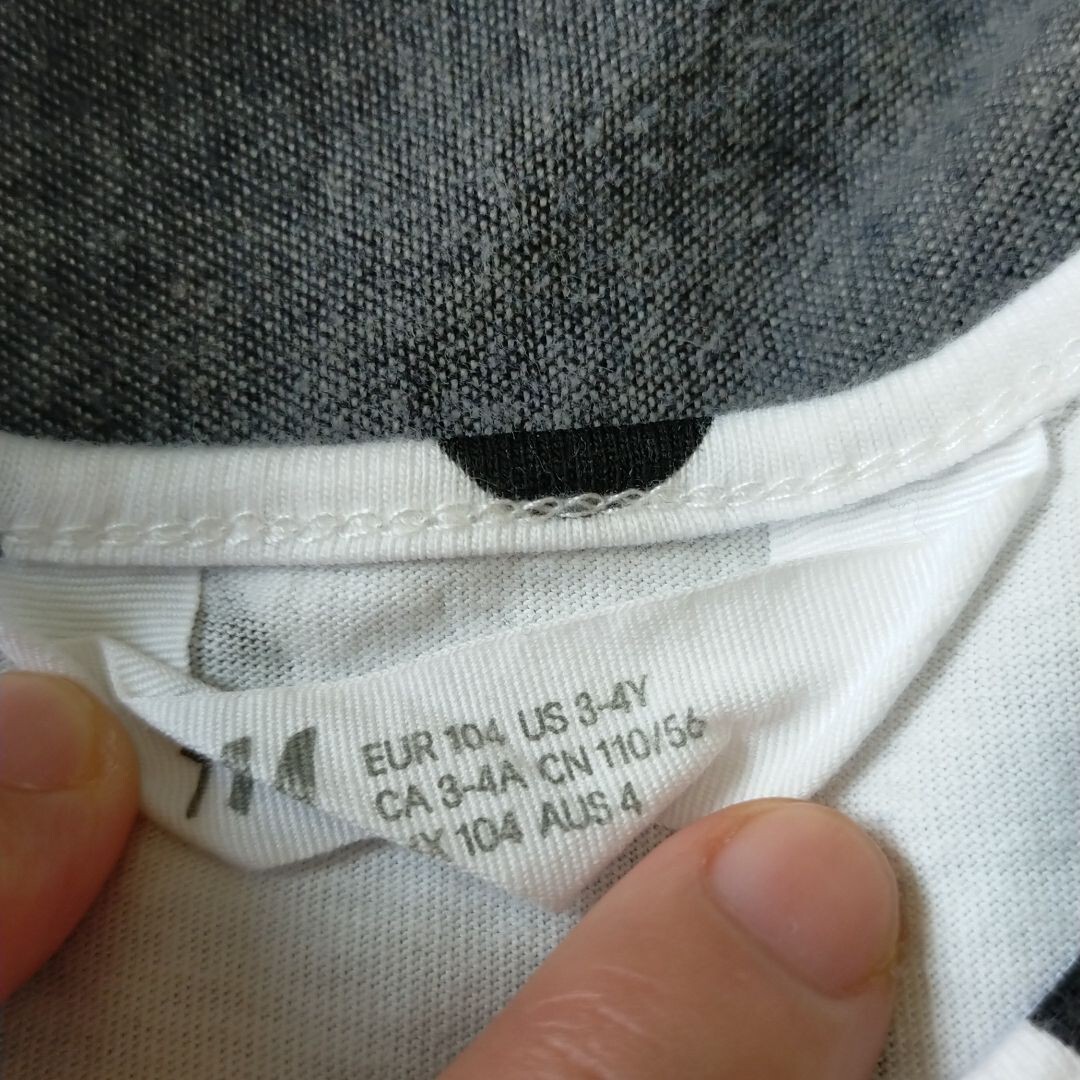 EUR 104 US 3-4Y
CA 3-4A CN 110/56
104 AUS 4